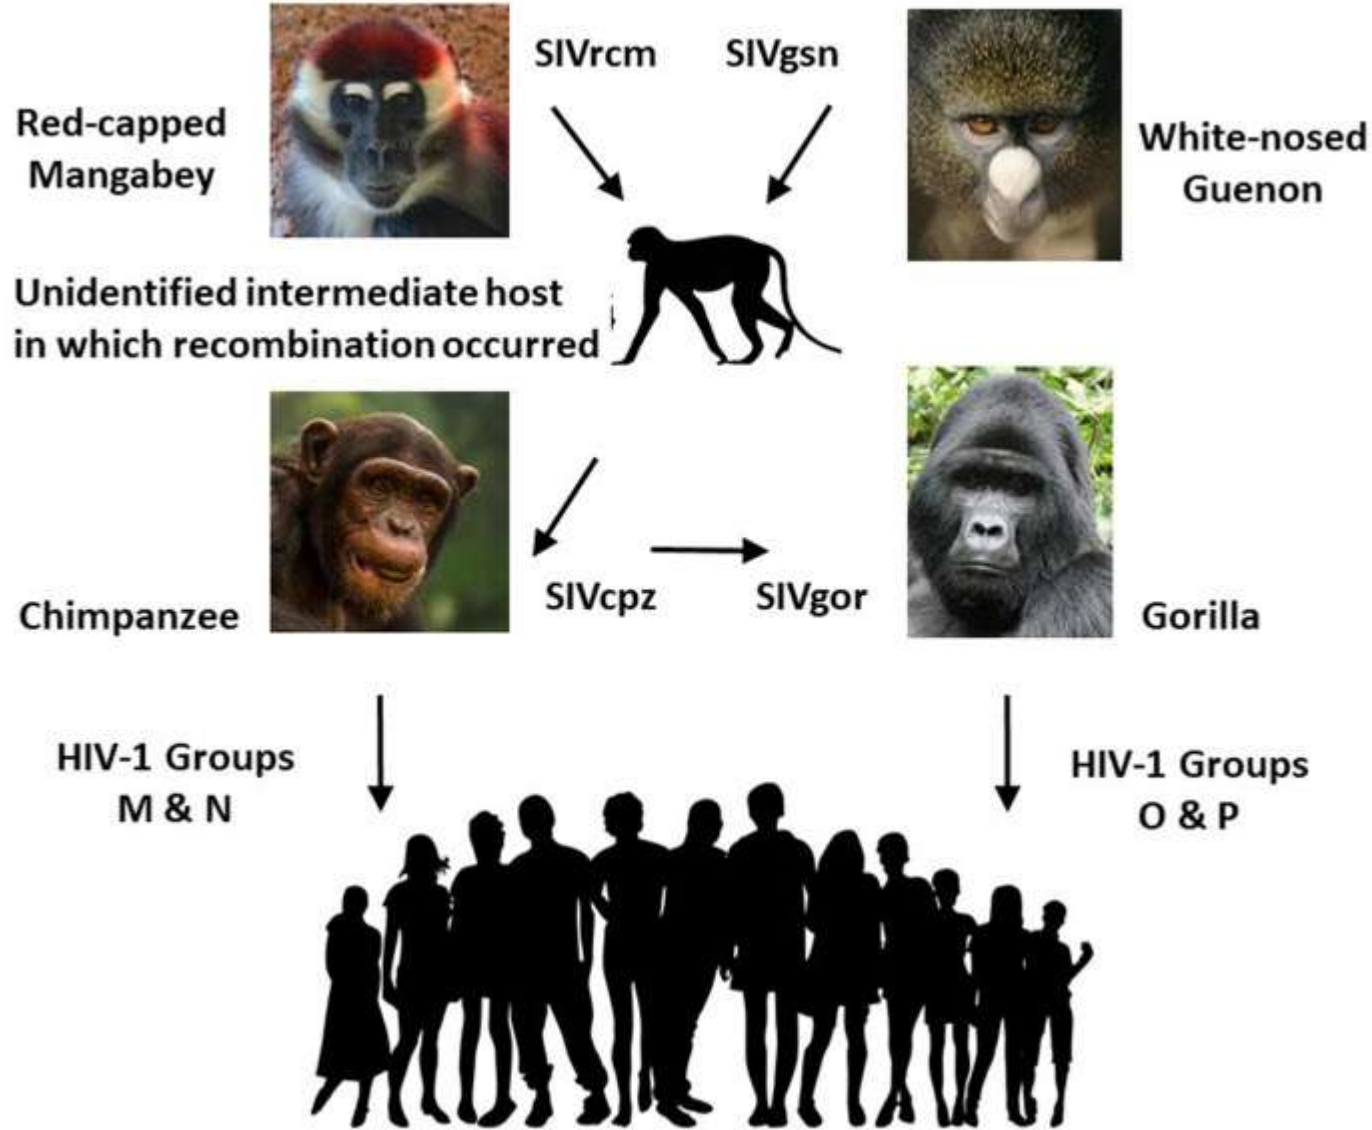 SIVrcm
SIVgsn
Red-capped
Mangabey
White-nosed
Guenon
Unidentified intermediate host
in which recombination occurred
Chimpanzee
SIVcpz
SIVgor
Gorilla
HIV-1 Groups
M & N
HIV-1 Groups
O & P